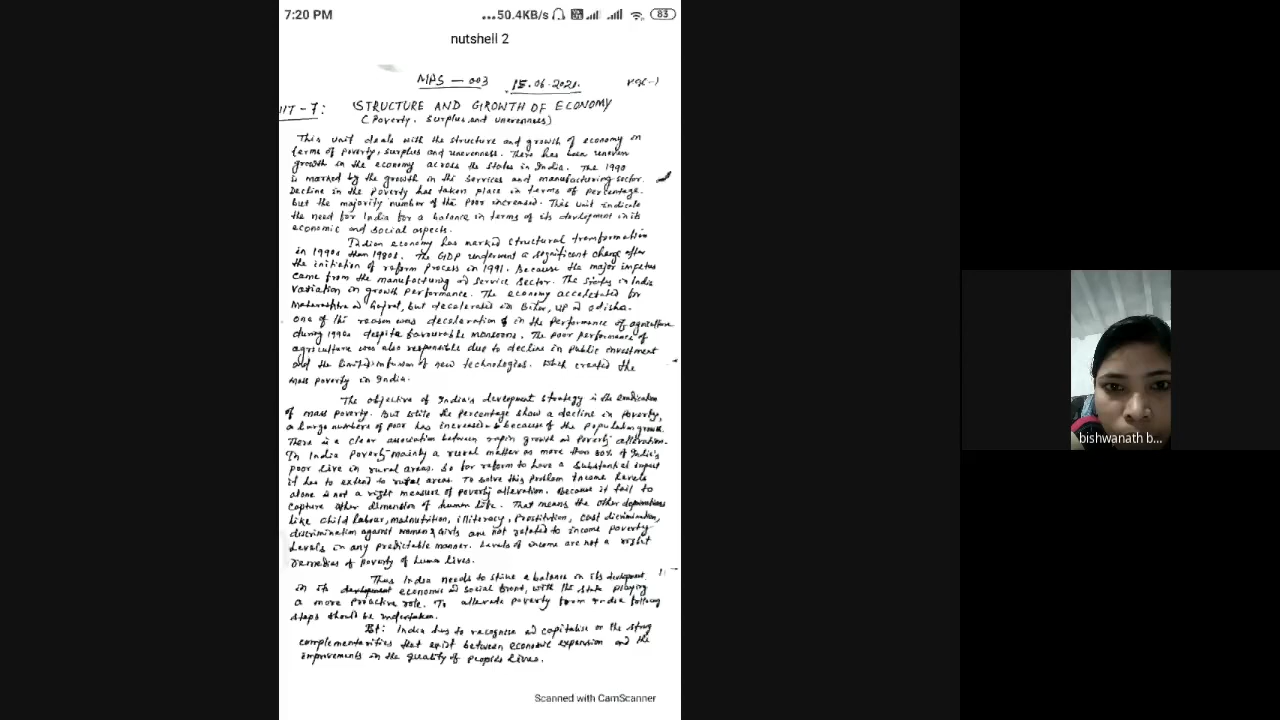 7:20 PM
...50.4KB/s
83
nutshell 2
MPS - 003 15.06.2021.
IIT - 7: STRUCTURE AND GROWTH OF ECONOMY
(Poverty, surplus and unevenness)
This unit deals with the structure and growth of economy in
terms of poverty, surplus and unevenness. There has been uneven
growth in the economy across the states in India. The 1990
is marked by the growth in the services and manufacturing sector.
Decline in the poverty has taken place in terms of percentage.
but the majority number of the poor increased. This unit indicate
the need for India for a balance in terms of its development in its
economic and social aspects.
Indian economy has marked structural transformation
in 1990s than 1980s. The GDP underwent a significant change after
the initiation of reform process in 1991. Because the major impetus
came from the manufacturing and service sector. The states in India
variation in growth performance. The economy accelerated for
Maharashtra & Gujrat, but decelerated in Bihar, UP & Odisha.
one of the reason was deceleration in the performance of agriculture
during 1990s despite favourable monsoons. The poor performance of
agriculture was also responsible due to decline in public investment
and the limited infusion of new technologies. Which created the
mass poverty in India.
The objective of India's development strategy is the eradication
of mass poverty. But while the percentage show a decline in poverty,
a large numbers of poor has increased because of the population growth.
There is a clear association between rapid growth and poverty alleration.
In India poverty mainly a rural matter as more than 80% of India's
poor live in rural areas. So for reform to have a substantial impact
it has to extend to rural areas. To solve this problem Income levels
alone is not a right measure of poverty alleration. Because it fail to
capture other dimension of human life. That means the other deprivations
like child labour, malnutrition, illiteracy, prostitution, cast dicrimination,
discrimination against women & girls are not related to income poverty
levels in any predictable manner. Levels of income are not a right
remedies of poverty of human lives.
Thus India needs to strike a balance in its development
in its economic and social front, with the state playing
a more proactive role. To alleviate poverty from India following
steps should be undertaken.
India has to recognise and capitalise on the strong
complementarities that exist between economic expansion and the
improvements in the quality of peoples lives.
Scanned with CamScanner
bishwanath b...